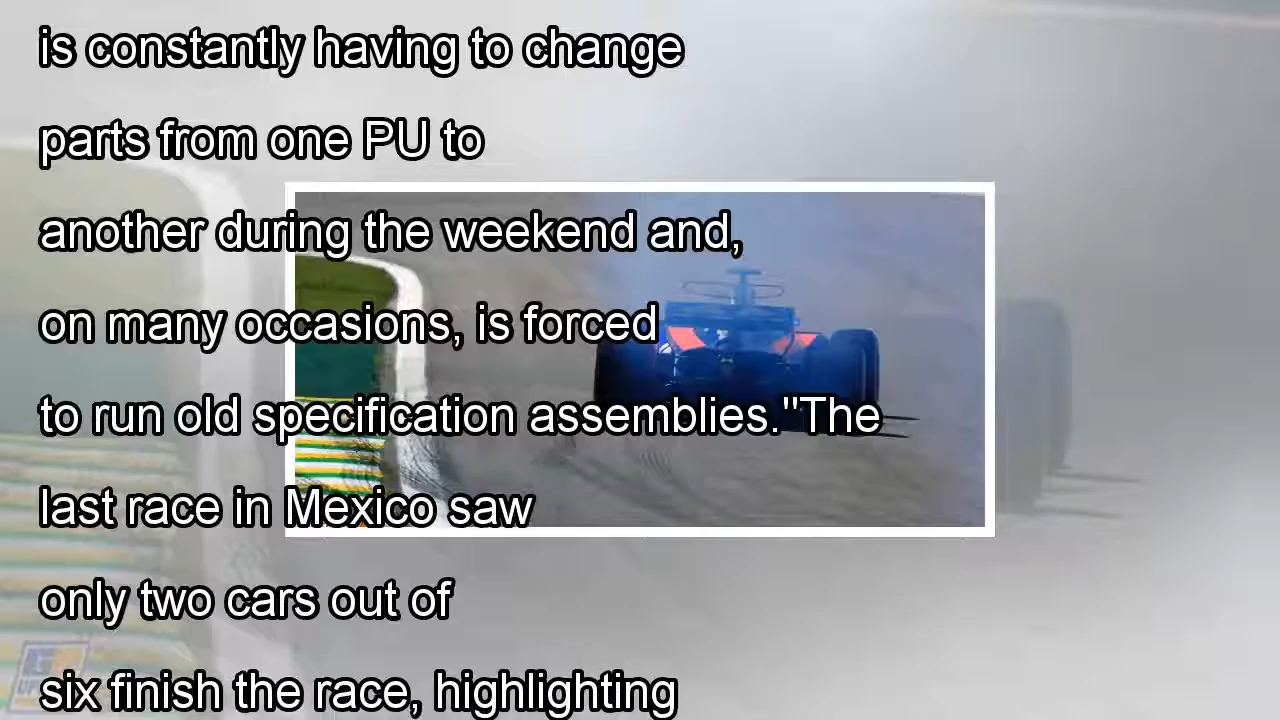 is constantly having to change
parts from one PU to
another during the weekend and,
on many occasions, is forced
to run old specification assemblies."The
last race in Mexico saw
only two cars out of
six finish the race, highlighting